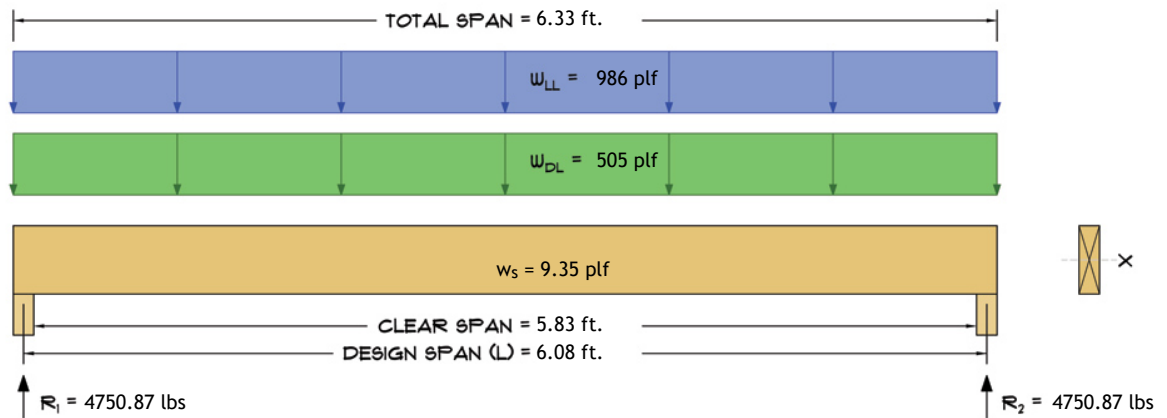 TOTAL SPAN = 6.33 ft.
WLL = 986 plf
WDL = 505 plf
ws = 9.35 plf
X
CLEAR SPAN = 5.83 ft.
DESIGN SPAN (L) = 6.08 ft.
R1 = 4750.87 lbs
R2 = 4750.87 lbs